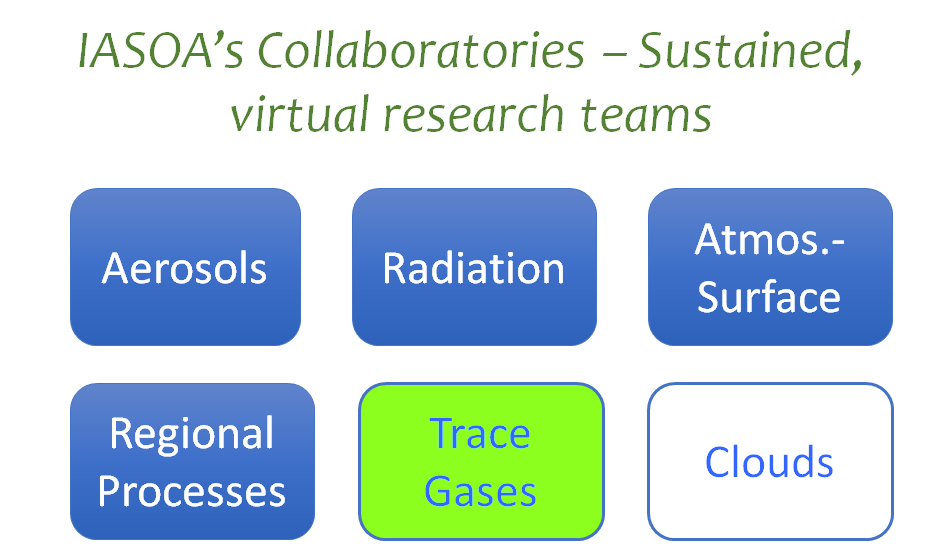 IASOA’s Collaboratories – Sustained,
virtual research teams
Aerosols
Radiation
Atmos.-
Surface
Regional
Processes
Trace
Gases
Clouds